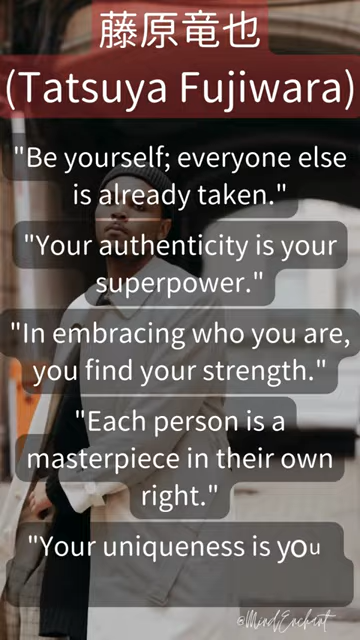 藤原竜也
(Tatsuya Fujiwara)
"Be yourself; everyone else
is already taken."
"Your authenticity is your
superpower."
"In embracing who you are,
you find your strength."
"Each person is a
masterpiece in their own
right."
"Your uniqueness is you
@MindEnchant